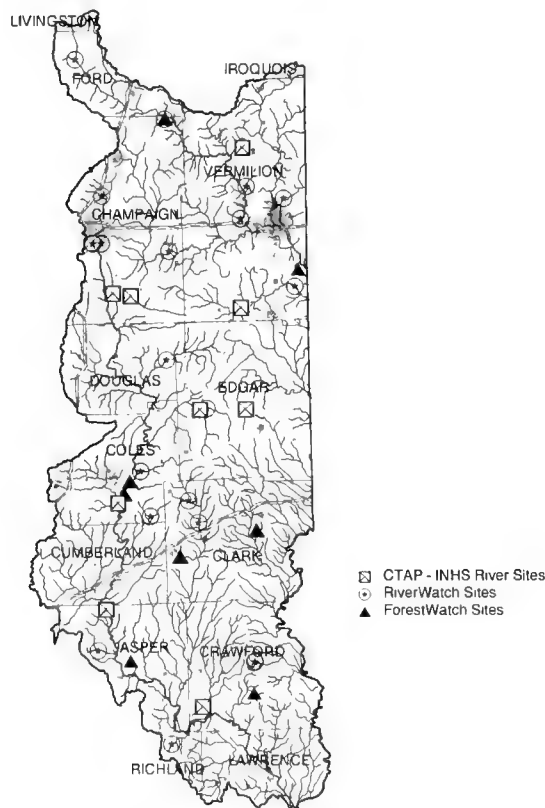 LIVINGSTON
FORD
IROQUOIS
VERMILION
CHAMPAIGN
DOUGLAS
EDGAR
COLES
CUMBERLAND
CLARK
CTAP - INHS River Sites
RiverWatch Sites
ForestWatch Sites
JASPER
CRAWFORD
RICHLAND
LAWRENCE